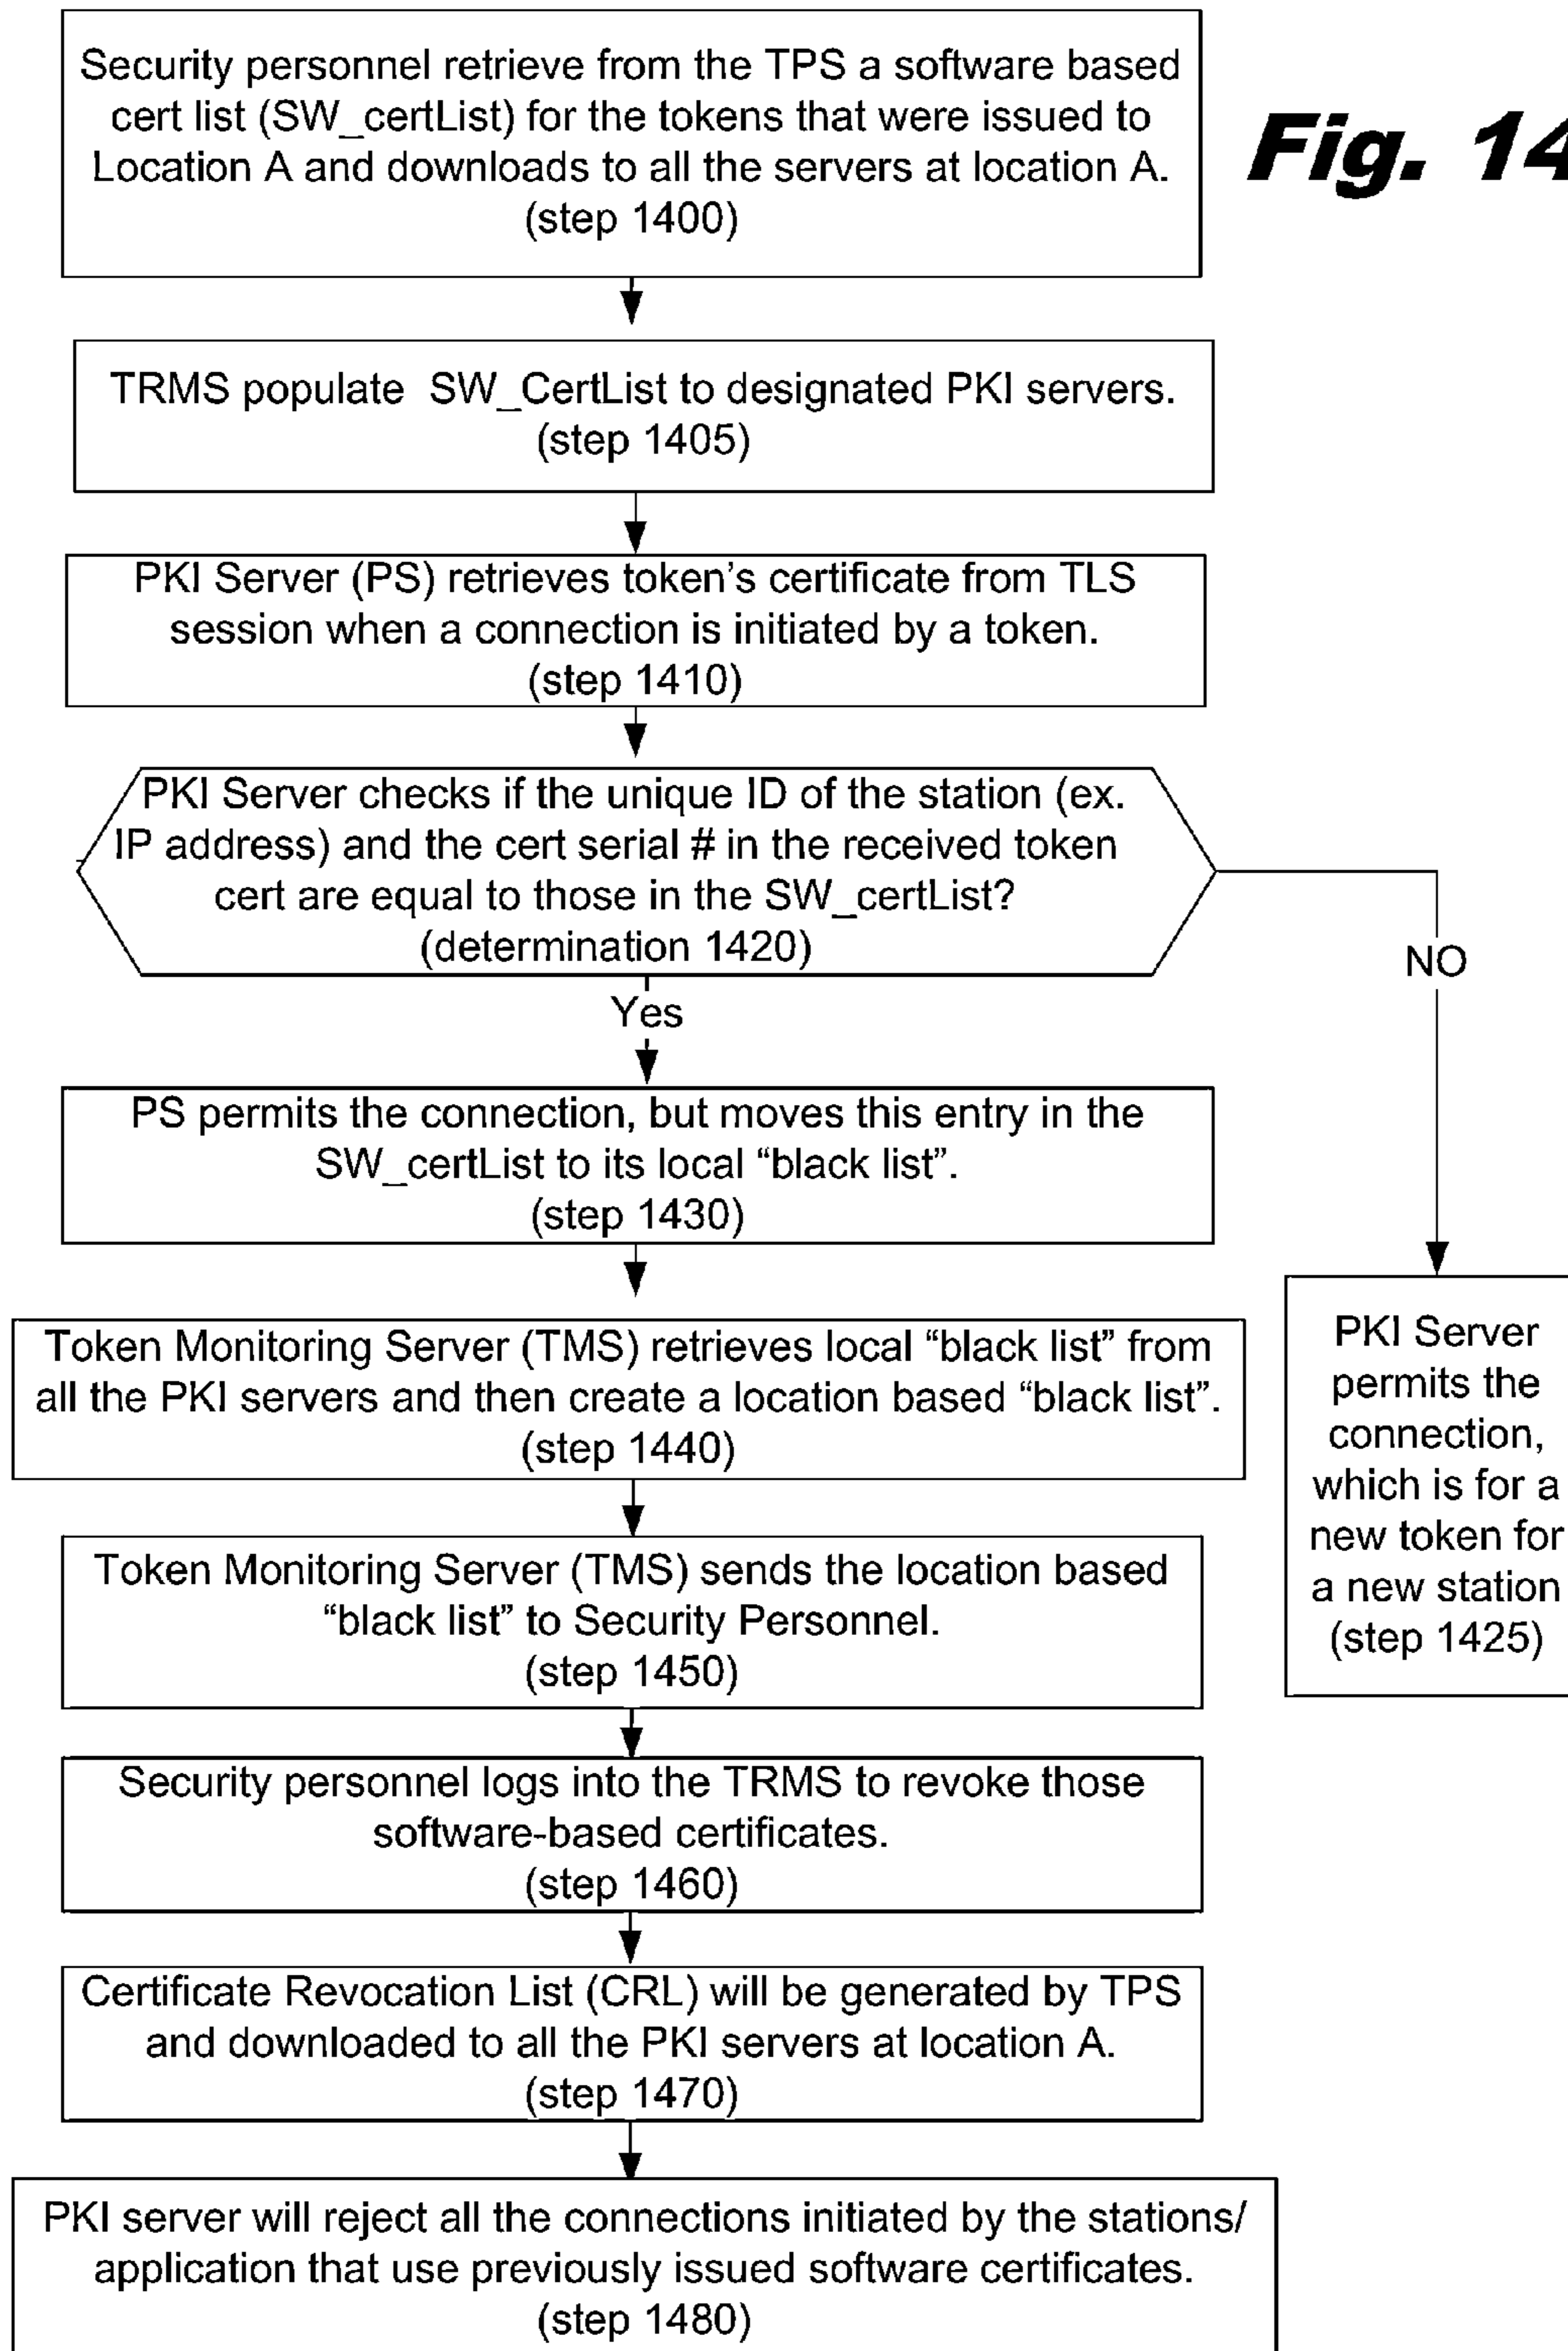 Security personnel retrieve from the TPS a software based
cert list (SW_certList) for the tokens that were issued to
Location A and downloads to all the servers at location A.
(step 1400)
Fig. 14
TRMS populate SW_CertList to designated PKI servers.
(step 1405)
PKI Server (PS) retrieves token's certificate from TLS
session when a connection is initiated by a token.
(step 1410)
PKI Server checks if the unique ID of the station (ex.
IP address) and the cert serial # in the received token
cert are equal to those in the SW_certList?
(determination 1420)
NO
Yes
PS permits the connection, but moves this entry in the
SW_certList to its local “black list”.
(step 1430)
Token Monitoring Server (TMS) retrieves local “black list” from
all the PKI servers and then create a location based “black list”.
(step 1440)
PKI Server
permits the
connection,
which is for a
new token for
a new station
(step 1425)
Token Monitoring Server (TMS) sends the location based
“black list” to Security Personnel.
(step 1450)
Security personnel logs into the TRMS to revoke those
software-based certificates.
(step 1460)
Certificate Revocation List (CRL) will be generated by TPS
and downloaded to all the PKI servers at location A.
(step 1470)
PKI server will reject all the connections initiated by the stations/
application that use previously issued software certificates.
(step 1480)